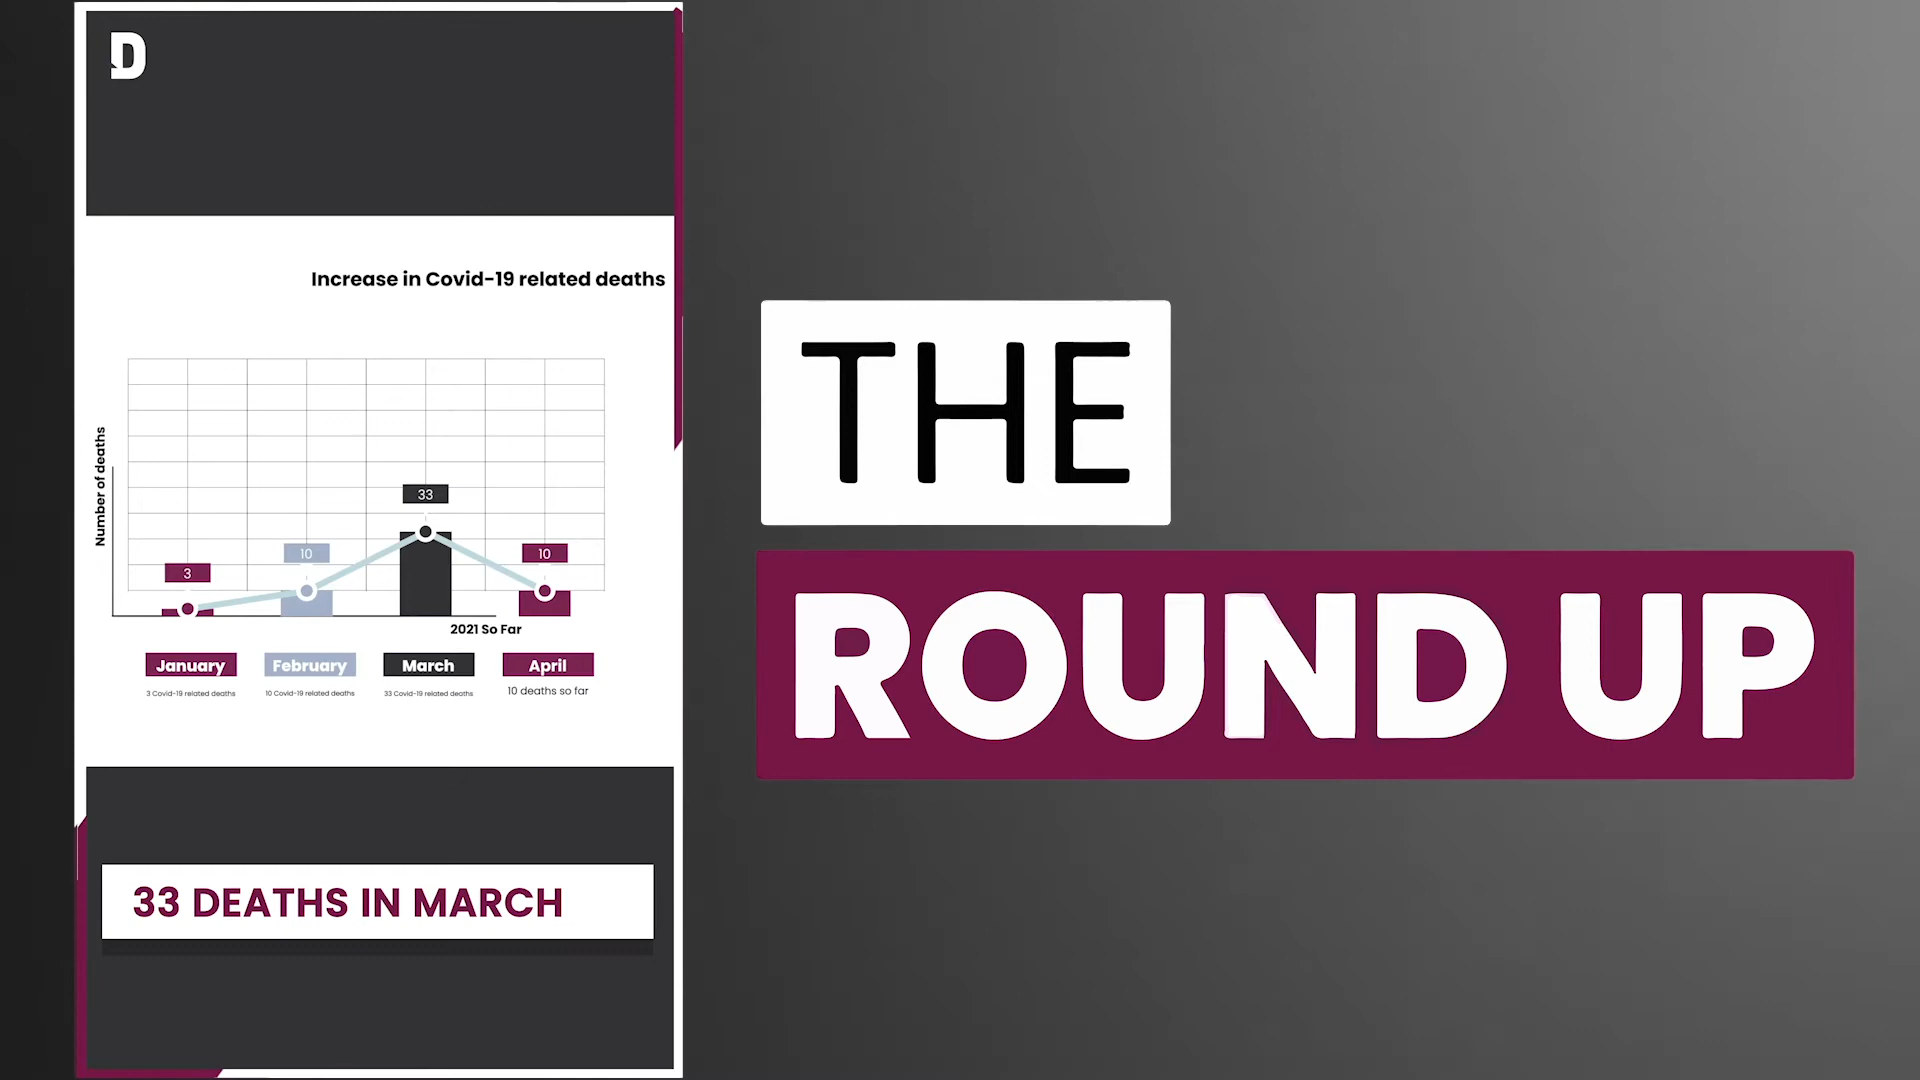 D
Increase in Covid-19 related deaths
Number of deaths
33
10
10
3
2021 So Far
January February March April
3 Covid-19 related deaths 10 Covid-19 related deaths 33 Covid-19 related deaths 10 deaths so far
33 DEATHS IN MARCH
THE
ROUND UP